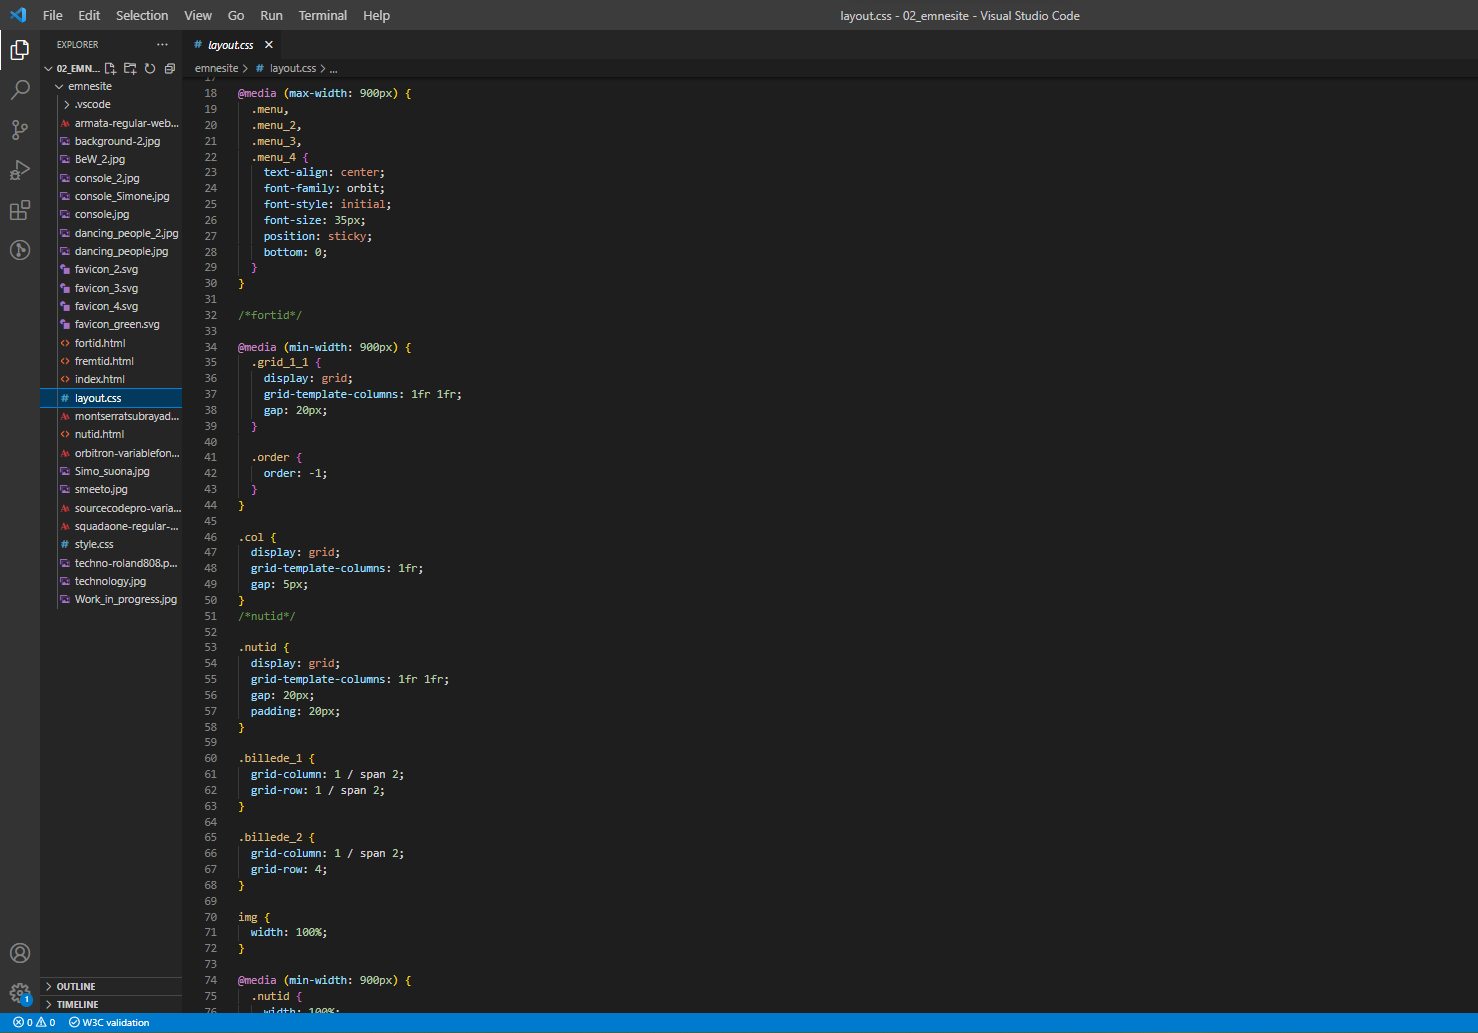 File Edit Selection View Go Run Terminal Help
layout.css - 02_emnesite - Visual Studio Code
EXPLORER ···
02_EMN...
emnesite
.vscode
armata-regular-web...
background-2.jpg
BeW_2.jpg
console_2.jpg
console_Simone.jpg
console.jpg
dancing_people_2.jpg
dancing_people.jpg
favicon_2.svg
favicon_3.svg
favicon_4.svg
favicon_green.svg
fortid.html
fremtid.html
index.html
# layout.css
montserratsubrayad...
nutid.html
orbitron-variablefon...
Simo_suona.jpg
smeeto.jpg
sourcecodepro-varia...
squadaone-regular-...
# style.css
techno-roland808.p...
technology.jpg
Work_in_progress.jpg
OUTLINE
TIMELINE
# layout.css ×
emnesite > # layout.css > ...
17
18 @media (max-width: 900px) {
19 .menu,
20 .menu_2,
21 .menu_3,
22 .menu_4 {
23 text-align: center;
24 font-family: orbit;
25 font-style: initial;
26 font-size: 35px;
27 position: sticky;
28 bottom: 0;
29 }
30 }
31
32 /*fortid*/
33
34 @media (min-width: 900px) {
35 .grid_1_1 {
36 display: grid;
37 grid-template-columns: 1fr 1fr;
38 gap: 20px;
39 }
40
41 .order {
42 order: -1;
43 }
44 }
45
46 .col {
47 display: grid;
48 grid-template-columns: 1fr;
49 gap: 5px;
50 }
51 /*nutid*/
52
53 .nutid {
54 display: grid;
55 grid-template-columns: 1fr 1fr;
56 gap: 20px;
57 padding: 20px;
58 }
59
60 .billede_1 {
61 grid-column: 1 / span 2;
62 grid-row: 1 / span 2;
63 }
64
65 .billede_2 {
66 grid-column: 1 / span 2;
67 grid-row: 4;
68 }
69
70 img {
71 width: 100%;
72 }
73
74 @media (min-width: 900px) {
75 .nutid {
76 width: 100%;
1
0 0 W3C validation